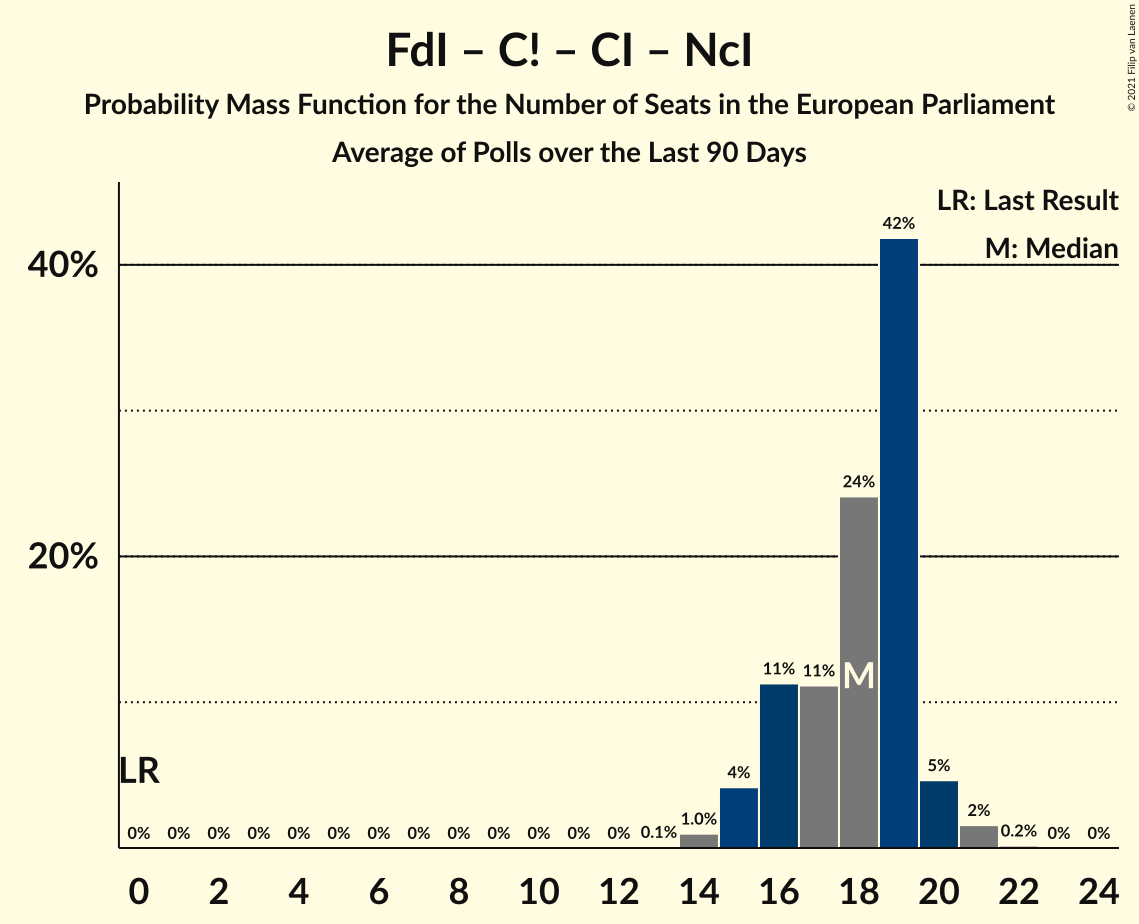 FdI – C! – CI – NcI
Probability Mass Function for the Number of Seats in the European Parliament
Average of Polls over the Last 90 Days
© 2021 Filip van Laenen
LR: Last Result
M: Median
40%
20%
42%
24%
11% 11%
M
LR
4%
5%
2%
0% 0% 0% 0% 0% 0% 0% 0% 0% 0% 0% 0% 0% 0.1% 1.0% 0.2% 0% 0%
0 2 4 6 8 10 12 14 16 18 20 22 24